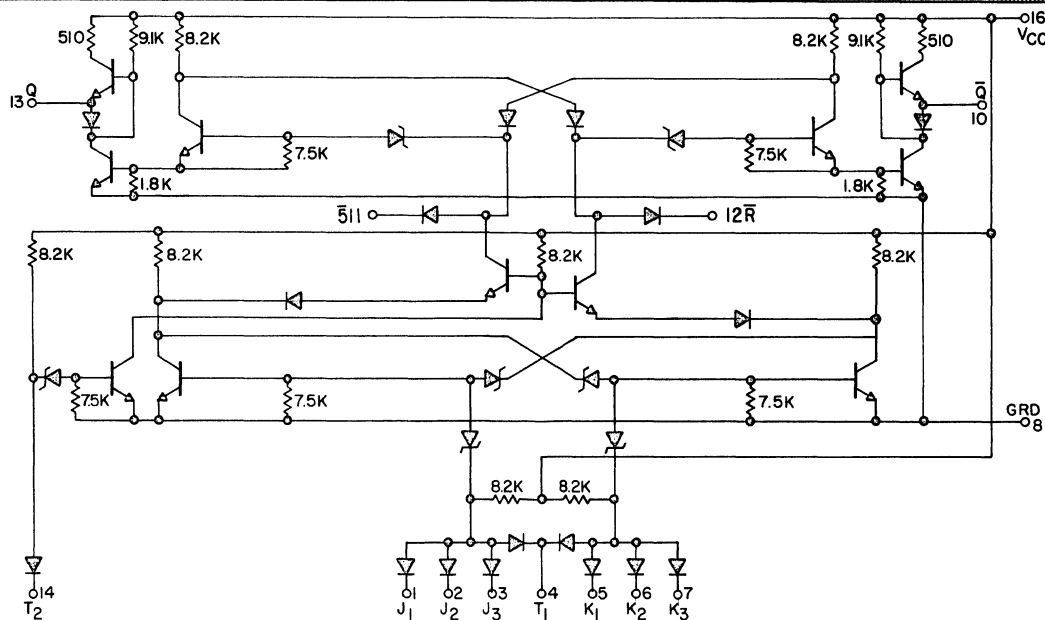 510 9.1K 8.2K 8.2K 9.1K 510 16
VCC
13 Q Q̅
10
7.5K 7.5K
1.8K 1.8K
5̅11 12R̅
8.2K 8.2K 8.2K 8.2K
7.5K 7.5K 7.5K
GRD
8
8.2K 8.2K
14 1 2 3 4 5 6 7
T2 J1 J2 J3 T1 K1 K2 K3